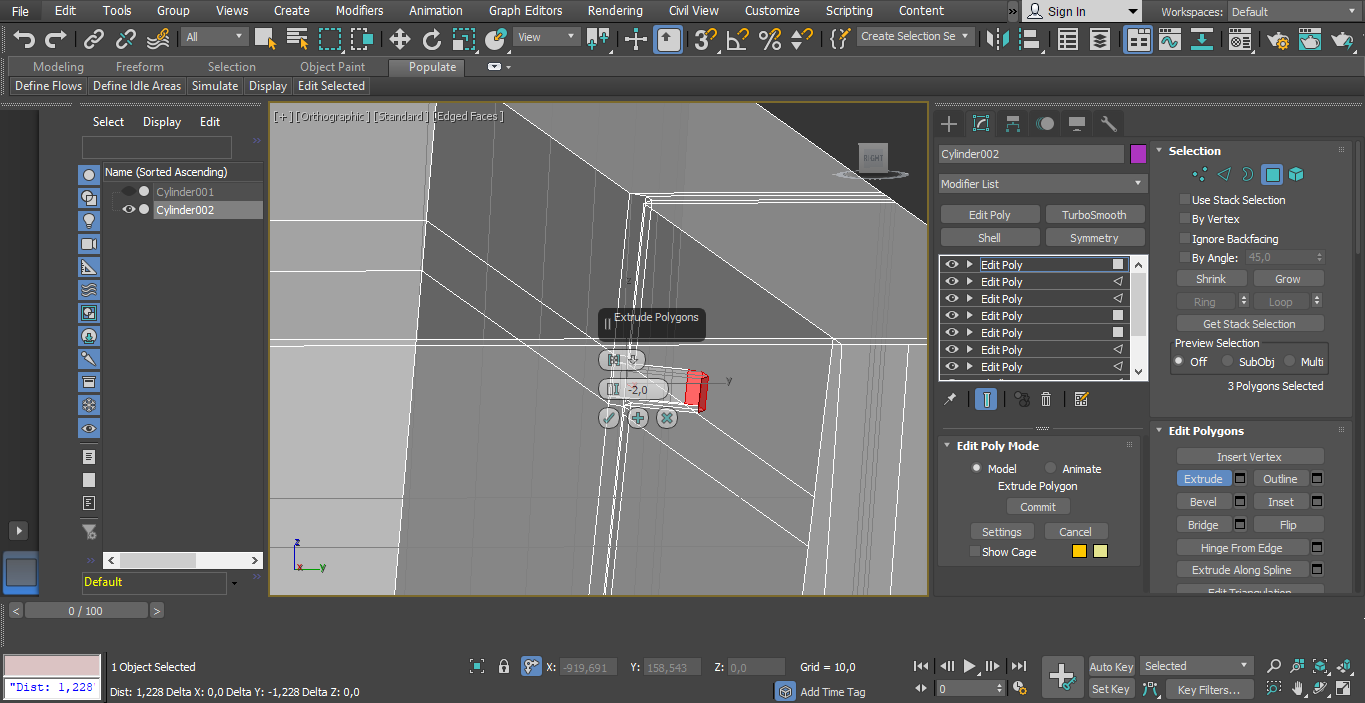 File Edit Tools Group Views Create Modifiers Animation Graph Editors Rendering Civil View Customize Scripting Content » Sign In Workspaces: Default
All View Create Selection Se
Modeling Freeform Selection Object Paint Populate
Define Flows Define Idle Areas Simulate Display Edit Selected
Select Display Edit
Name (Sorted Ascending)
Cylinder001
Cylinder002
Default
[+] [Orthographic] [Standard] [Edged Faces]
RIGHT
Extrude Polygons
-2,0
y
z
x y
Cylinder002
Modifier List
Edit Poly TurboSmooth
Shell Symmetry
Edit Poly
Edit Poly
Edit Poly
Edit Poly
Edit Poly
Edit Poly
Edit Poly
Edit Poly Mode
Model Animate
Extrude Polygon
Commit
Settings Cancel
Show Cage
Selection
Use Stack Selection
By Vertex
Ignore Backfacing
By Angle: 45,0
Shrink Grow
Ring Loop
Get Stack Selection
Preview Selection
Off SubObj Multi
3 Polygons Selected
Edit Polygons
Insert Vertex
Extrude Outline
Bevel Inset
Bridge Flip
Hinge From Edge
Extrude Along Spline
Edit Triangulation
< 0 / 100 >
"Dist: 1,228
1 Object Selected
Dist: 1,228 Delta X: 0,0 Delta Y: -1,228 Delta Z: 0,0
X: -919,691 Y: 158,543 Z: 0,0 Grid = 10,0
Add Time Tag
0
Auto Key Selected
Set Key Key Filters...